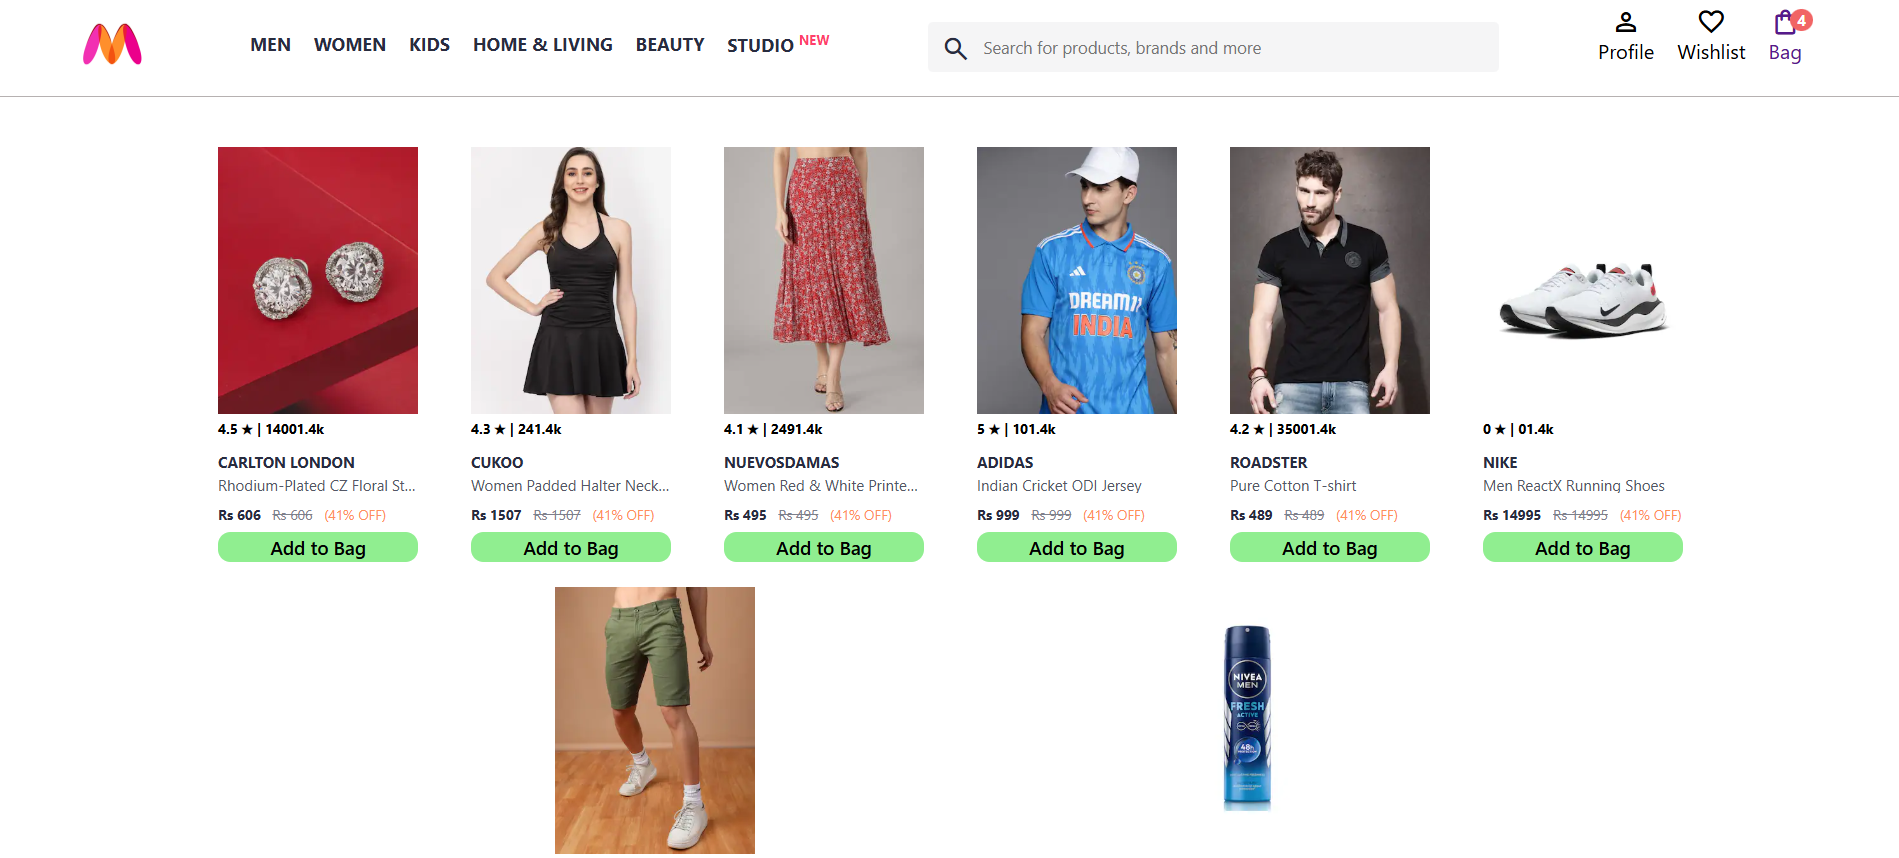 MEN WOMEN KIDS HOME & LIVING BEAUTY STUDIO NEW
Search for products, brands and more
Profile Wishlist Bag 4
DREAM11
INDIA
4.5 ★ | 14001.4k
CARLTON LONDON
Rhodium-Plated CZ Floral St...
Rs 606 Rs 606 (41% OFF)
Add to Bag
4.3 ★ | 241.4k
CUKOO
Women Padded Halter Neck...
Rs 1507 Rs 1507 (41% OFF)
Add to Bag
4.1 ★ | 2491.4k
NUEVOSDAMAS
Women Red & White Printe...
Rs 495 Rs 495 (41% OFF)
Add to Bag
5 ★ | 101.4k
ADIDAS
Indian Cricket ODI Jersey
Rs 999 Rs 999 (41% OFF)
Add to Bag
4.2 ★ | 35001.4k
ROADSTER
Pure Cotton T-shirt
Rs 489 Rs 489 (41% OFF)
Add to Bag
0 ★ | 01.4k
NIKE
Men ReactX Running Shoes
Rs 14995 Rs 14995 (41% OFF)
Add to Bag
NIVEA
MEN
FRESH
ACTIVE
48h